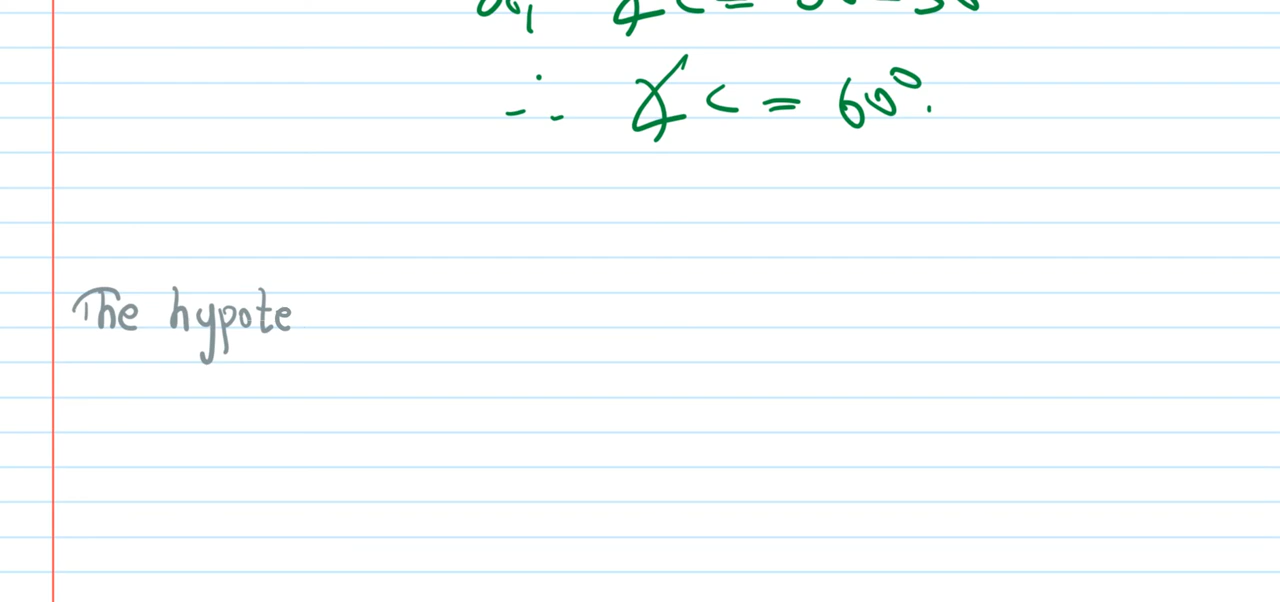 ∴ ∡C = 60°.
The hypote